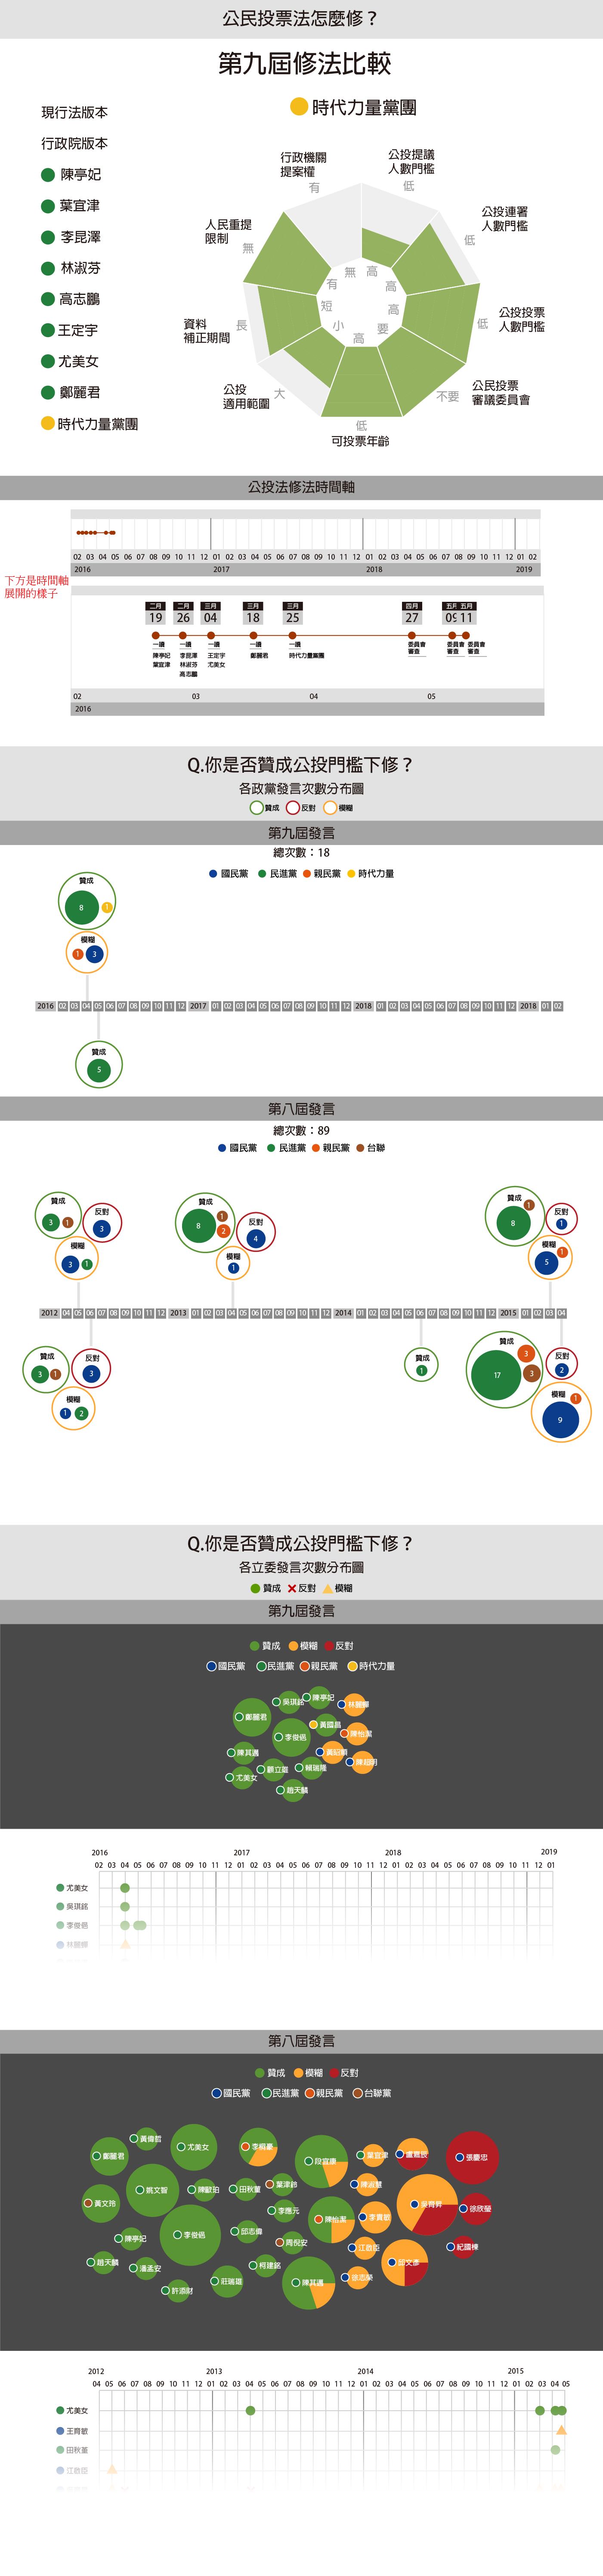 公民投票法怎麼修？
第九屆修法比較
現行法版本
行政院版本
陳亭妃
葉宜津
李昆澤
林淑芬
高志鵬
王定宇
尤美女
鄭麗君
時代力量黨團
時代力量黨團
行政機關
提案權
有
公投提議
人數門檻
低
公投連署
人數門檻
低
公投投票
人數門檻
低
公民投票
審議委員會
不要
可投票年齡
低
公投
適用範圍
大
資料
補正期間
長
人民重提
限制
無
無 高
有 高
短 高
小 要
高
公投法修法時間軸
02 03 04 05 06 07 08 09 10 11 12 01 02 03 04 05 06 07 08 09 10 11 12 01 02 03 04 05 06 07 08 09 10 11 12 01 02
2016 2017 2018 2019
下方是時間軸
展開的樣子
二月 二月 三月 三月 三月 四月 五月 五月
19 26 04 18 25 27 09 11
一讀 一讀 一讀 一讀 一讀 委員會 委員會 委員會
審查 審查 審查
陳亭妃 李昆澤 王定宇 鄭麗君 時代力量黨團
葉宜津 林淑芬 尤美女
高志鵬
02 03 04 05
2016
Q.你是否贊成公投門檻下修？
各政黨發言次數分布圖
贊成 反對 模糊
第九屆發言
總次數：18
國民黨 民進黨 親民黨 時代力量
贊成
8 1
模糊
1 3
2016 02 03 04 05 06 07 08 09 10 11 12 2017 01 02 03 04 05 06 07 08 09 10 11 12 2018 01 02 03 04 05 06 07 08 09 10 11 12 2018 01 02
贊成
5
第八屆發言
總次數：89
國民黨 民進黨 親民黨 台聯
贊成
3 1
反對
3
模糊
3 1
贊成
8 1 2
反對
4
模糊
1
贊成
8 1
反對
1
模糊
5 1
2012 04 05 06 07 08 09 10 11 12 2013 01 02 03 04 05 06 07 08 09 10 11 12 2014 01 02 03 04 05 06 07 08 09 10 11 12 2015 01 02 03 04
贊成
3 1
反對
3
模糊
1 2
贊成
1
贊成
17 3 3
反對
2
模糊
9 1
Q.你是否贊成公投門檻下修？
各立委發言次數分布圖
贊成 反對 模糊
第九屆發言
贊成 模糊 反對
國民黨 民進黨 親民黨 時代力量
鄭麗君 吳琪銘 陳亭妃 林麗嬋
李俊俋 黃國昌 陳怡潔
陳其邁 黃昭順 陳超明
尤美女 顧立雄 賴瑞隆
趙天麟
2016 2017 2018 2019
02 03 04 05 06 07 08 09 10 11 12 01 02 03 04 05 06 07 08 09 10 11 12 01 02 03 04 05 06 07 08 09 10 11 12 01
尤美女
吳琪銘
李俊俋
林麗嬋
第八屆發言
贊成 模糊 反對
國民黨 民進黨 親民黨 台聯黨
鄭麗君 黃偉哲 尤美女 李桐豪 段宜康 葉宜津 盧嘉辰 張慶忠
黃文玲 姚文智 陳歐珀 田秋堇 葉津鈴 陳淑慧 吳育昇 徐欣瑩
李應元 陳怡潔 李貴敏
陳亭妃 李俊俋 邱志偉 周倪安 江啟臣 紀國棟
趙天麟 潘孟安 柯建銘 邱文彥
許添財 莊瑞雄 陳其邁 徐志榮
2012 2013 2014 2015
04 05 06 07 08 09 10 11 12 01 02 03 04 05 06 07 08 09 10 11 12 01 02 03 04 05 06 07 08 09 10 11 12 01 02 03 04 05
尤美女
王育敏
田秋堇
江啟臣